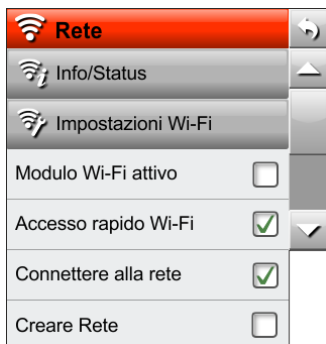 Rete
Info/Status
Impostazioni Wi-Fi
Modulo Wi-Fi attivo
Accesso rapido Wi-Fi
Connettere alla rete
Creare Rete